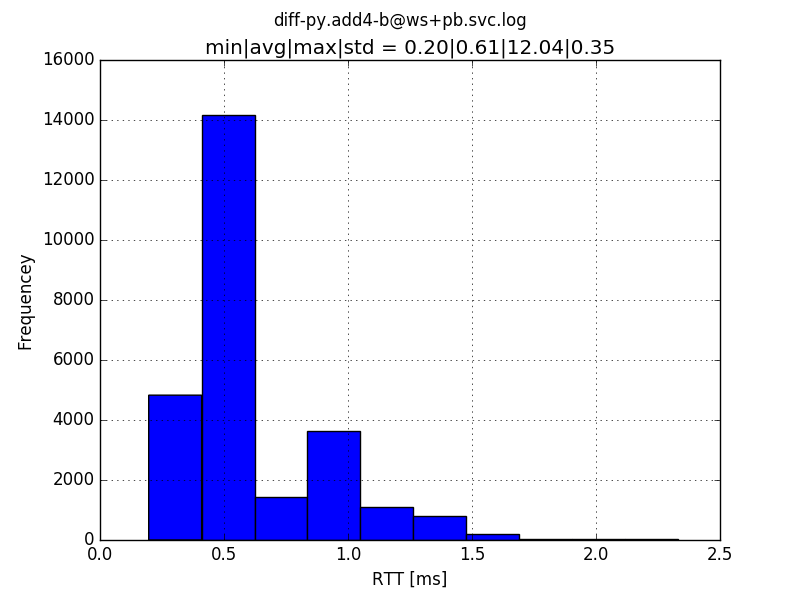 diff-py.add4-b@ws+pb.svc.log
min|avg|max|std = 0.20|0.61|12.04|0.35
16000
14000
12000
10000
8000
6000
4000
2000
0
Frequencey
0.0 0.5 1.0 1.5 2.0 2.5
RTT [ms]